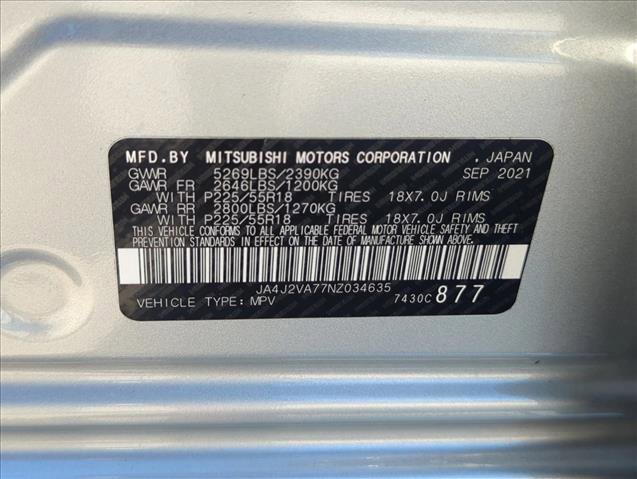 MFD.BY MITSUBISHI MOTORS CORPORATION . JAPAN
GVWR 5269LBS/2390KG SEP 2021
GAWR FR 2646LBS/1200KG
WITH P225/55R18 TIRES 18X7.0J RIMS
GAWR RR 2800LBS/1270KG
WITH P225/55R18 TIRES 18X7.0J RIMS
THIS VEHICLE CONFORMS TO ALL APPLICABLE FEDERAL MOTOR VEHICLE SAFETY AND THEFT
PREVENTION STANDARDS IN EFFECT ON THE DATE OF MANUFACTURE SHOWN ABOVE.
JA4J2VA77NZ034635
VEHICLE TYPE:MPV 7430C 877